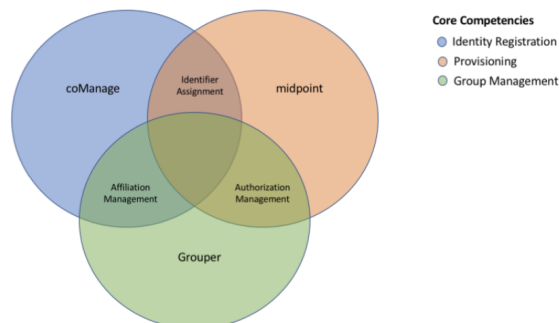 Core Competencies
Identity Registration
Provisioning
Group Management
coManage
Identifier
Assignment
midpoint
Affiliation
Management
Authorization
Management
Grouper